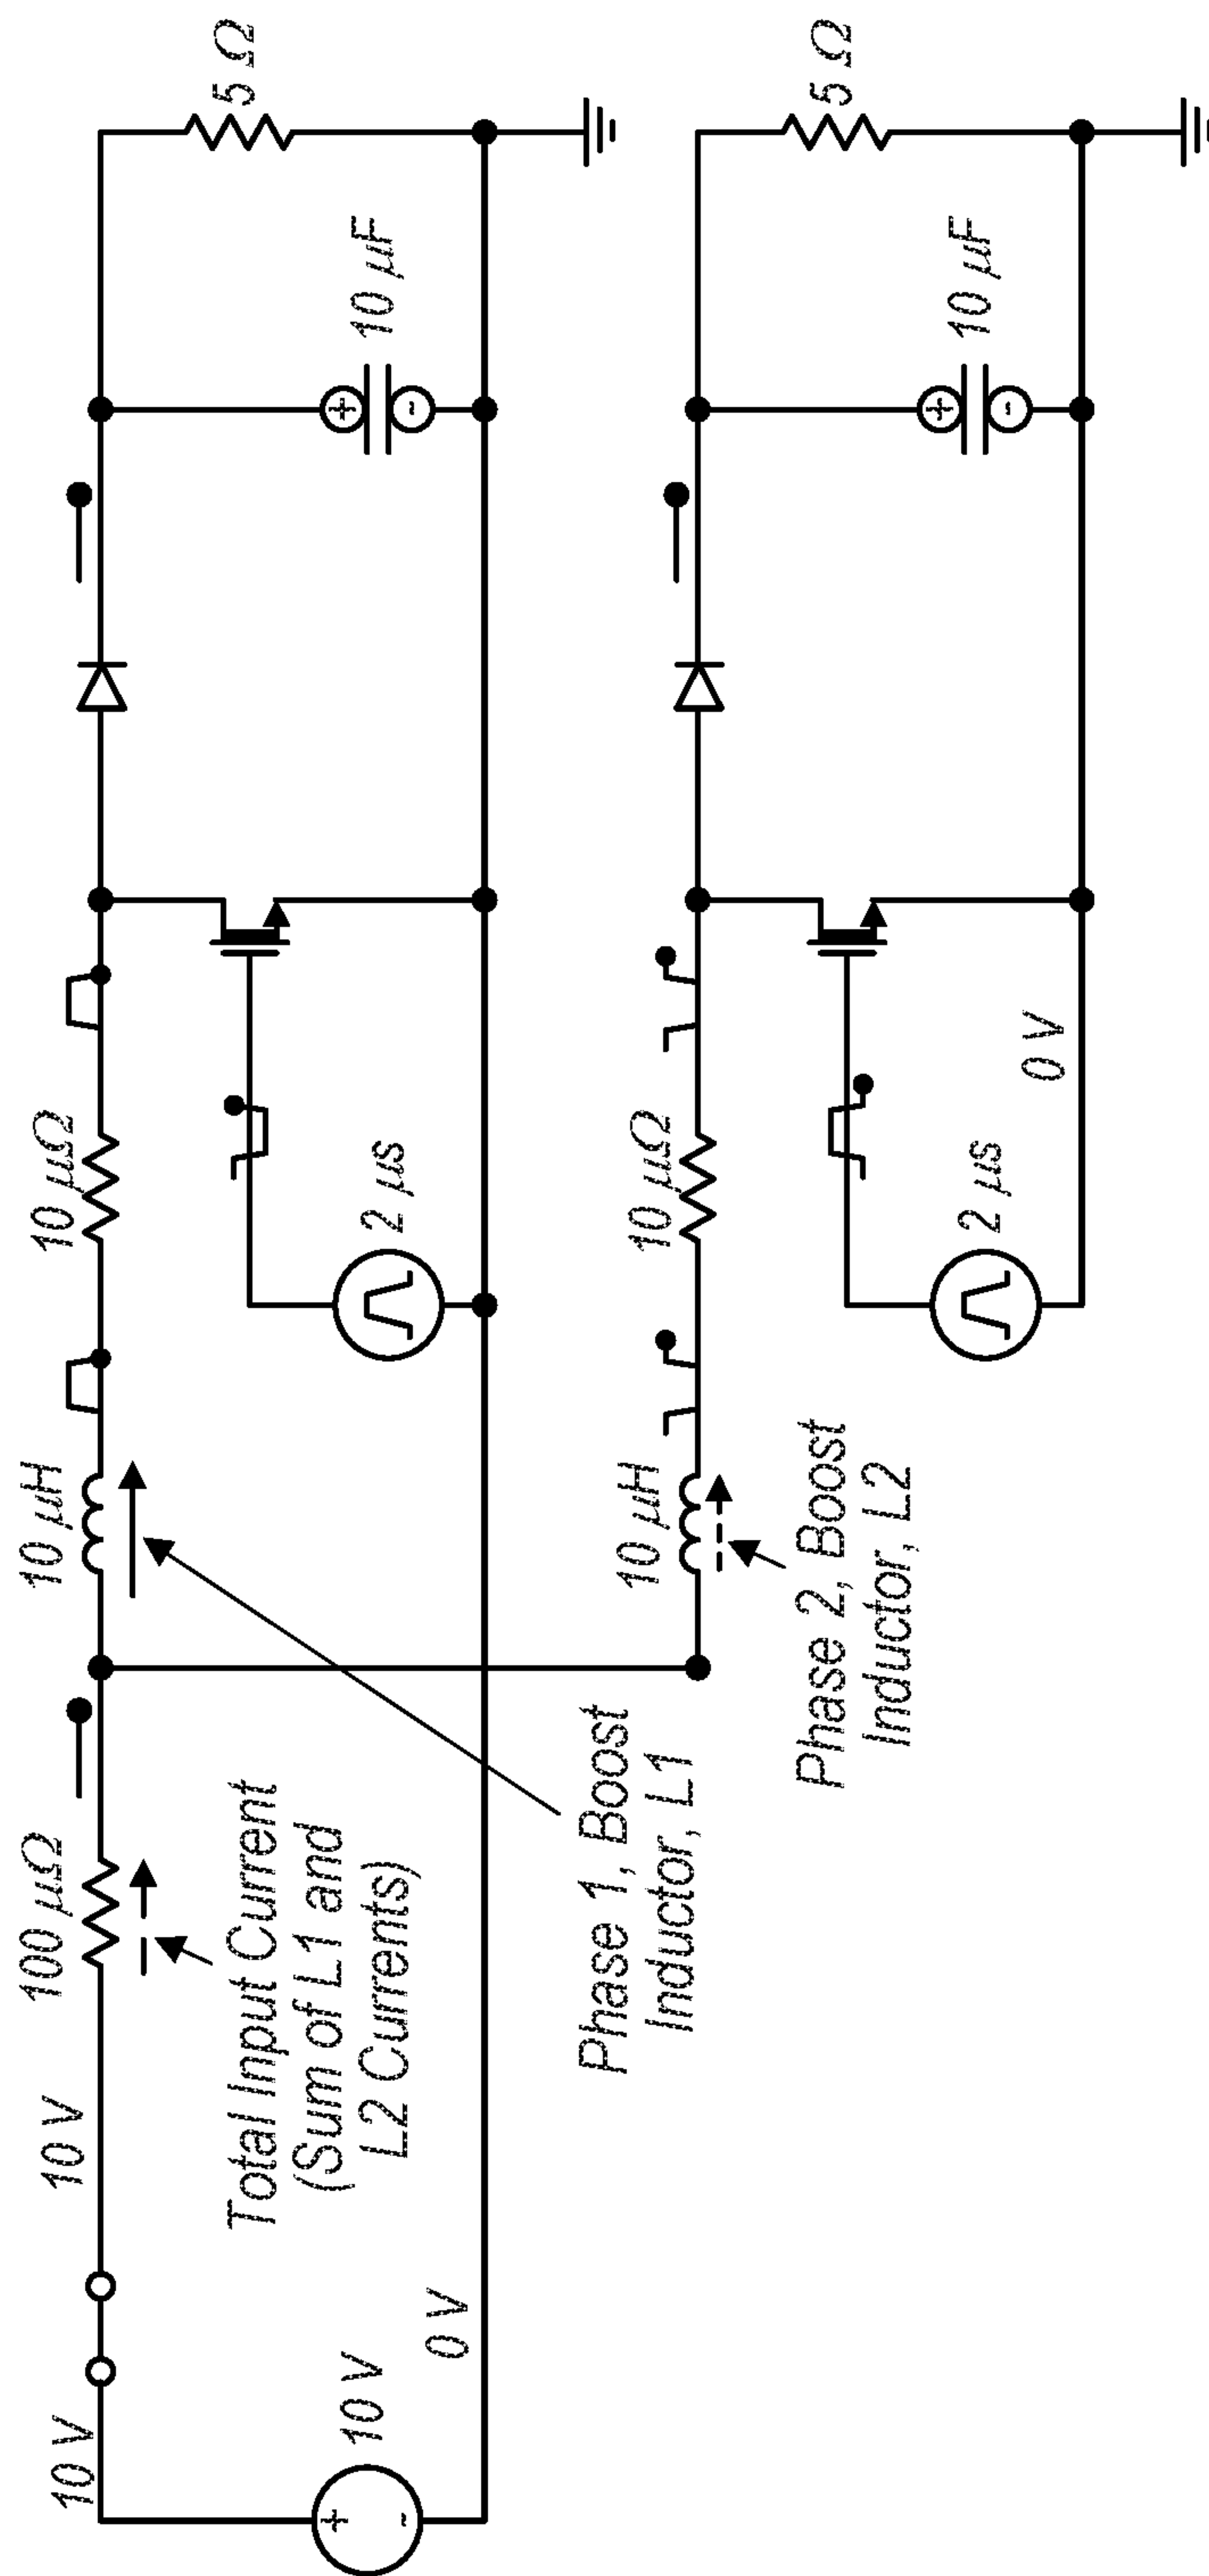 10 V
10 V
100 μΩ
10 μH
10 μΩ
5 Ω
10 μF
2 μs
10 V
0 V
Total Input Current
(Sum of L1 and
L2 Currents)
Phase 1, Boost
Inductor, L1
10 μH
10 μΩ
5 Ω
10 μF
2 μs
0 V
Phase 2, Boost
Inductor, L2
+
-
+
-
+
-